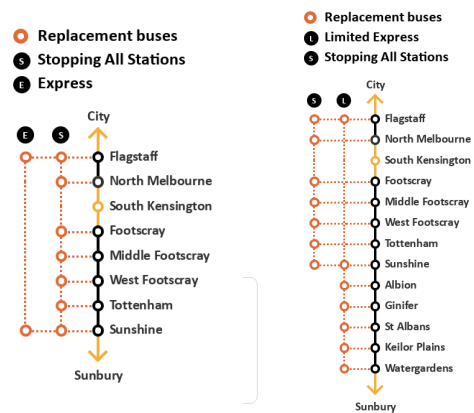 Replacement buses
S Stopping All Stations
E Express
E S
City
Flagstaff
North Melbourne
South Kensington
Footscray
Middle Footscray
West Footscray
Tottenham
Sunshine
Sunbury
Replacement buses
L Limited Express
S Stopping All Stations
City
S L
Flagstaff
North Melbourne
South Kensington
Footscray
Middle Footscray
West Footscray
Tottenham
Sunshine
Albion
Ginifer
St Albans
Keilor Plains
Watergardens
Sunbury